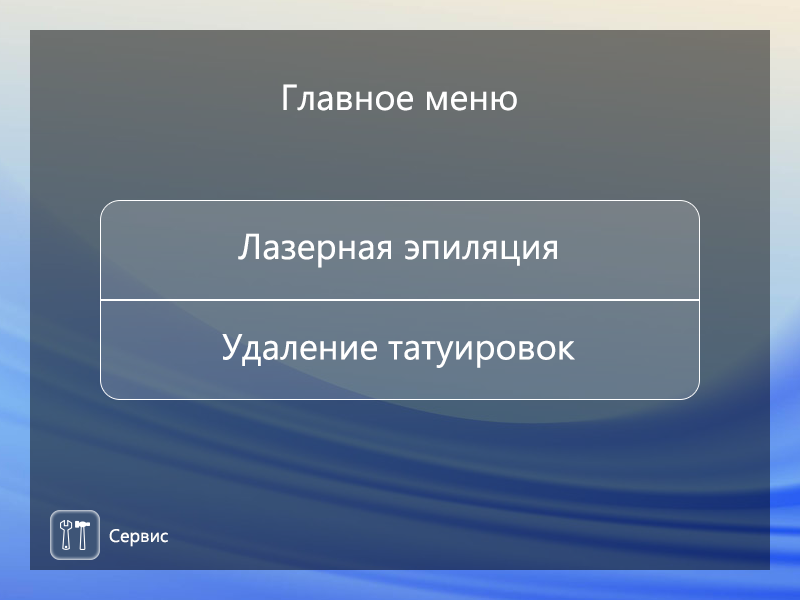 Главное меню
Лазерная эпиляция
Удаление татуировок
Сервис